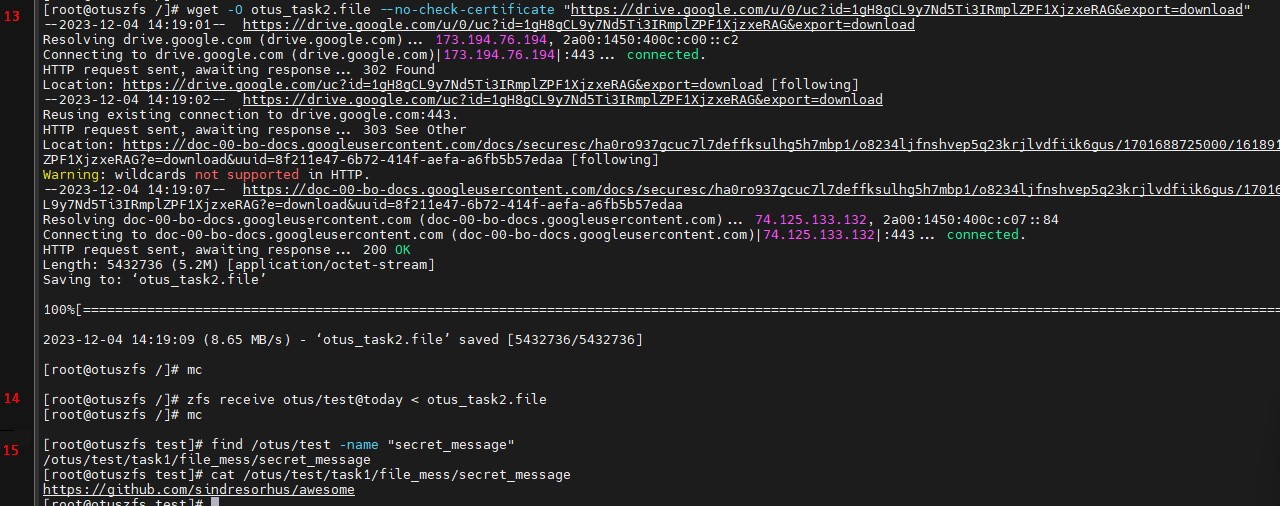 13
[root@otuszfs /]# wget -O otus_task2.file --no-check-certificate "https://drive.google.com/u/0/uc?id=1gH8gCL9y7Nd5Ti3IRmplZPF1XjzxeRAG&export=download"
--2023-12-04 14:19:01--  https://drive.google.com/u/0/uc?id=1gH8gCL9y7Nd5Ti3IRmplZPF1XjzxeRAG&export=download
Resolving drive.google.com (drive.google.com)... 173.194.76.194, 2a00:1450:400c:c00::c2
Connecting to drive.google.com (drive.google.com)|173.194.76.194|:443... connected.
HTTP request sent, awaiting response... 302 Found
Location: https://drive.google.com/uc?id=1gH8gCL9y7Nd5Ti3IRmplZPF1XjzxeRAG&export=download [following]
--2023-12-04 14:19:02--  https://drive.google.com/uc?id=1gH8gCL9y7Nd5Ti3IRmplZPF1XjzxeRAG&export=download
Reusing existing connection to drive.google.com:443.
HTTP request sent, awaiting response... 303 See Other
Location: https://doc-00-bo-docs.googleusercontent.com/docs/securesc/ha0ro937gcuc7l7deffksulhg5h7mbp1/o8234ljfnshvep5q23krjlvdfiik6gus/1701688725000/161891
ZPF1XjzxeRAG?e=download&uuid=8f211e47-6b72-414f-aefa-a6fb5b57edaa [following]
Warning: wildcards not supported in HTTP.
--2023-12-04 14:19:07--  https://doc-00-bo-docs.googleusercontent.com/docs/securesc/ha0ro937gcuc7l7deffksulhg5h7mbp1/o8234ljfnshvep5q23krjlvdfiik6gus/17016
L9y7Nd5Ti3IRmplZPF1XjzxeRAG?e=download&uuid=8f211e47-6b72-414f-aefa-a6fb5b57edaa
Resolving doc-00-bo-docs.googleusercontent.com (doc-00-bo-docs.googleusercontent.com)... 74.125.133.132, 2a00:1450:400c:c07::84
Connecting to doc-00-bo-docs.googleusercontent.com (doc-00-bo-docs.googleusercontent.com)|74.125.133.132|:443... connected.
HTTP request sent, awaiting response... 200 OK
Length: 5432736 (5.2M) [application/octet-stream]
Saving to: ‘otus_task2.file’
100%[=====================================================================================================================================================
2023-12-04 14:19:09 (8.65 MB/s) - ‘otus_task2.file’ saved [5432736/5432736]
[root@otuszfs /]# mc
14
[root@otuszfs /]# zfs receive otus/test@today < otus_task2.file
[root@otuszfs /]# mc
15
[root@otuszfs test]# find /otus/test -name "secret_message"
/otus/test/task1/file_mess/secret_message
[root@otuszfs test]# cat /otus/test/task1/file_mess/secret_message
https://github.com/sindresorhus/awesome
[root@otuszfs test]#